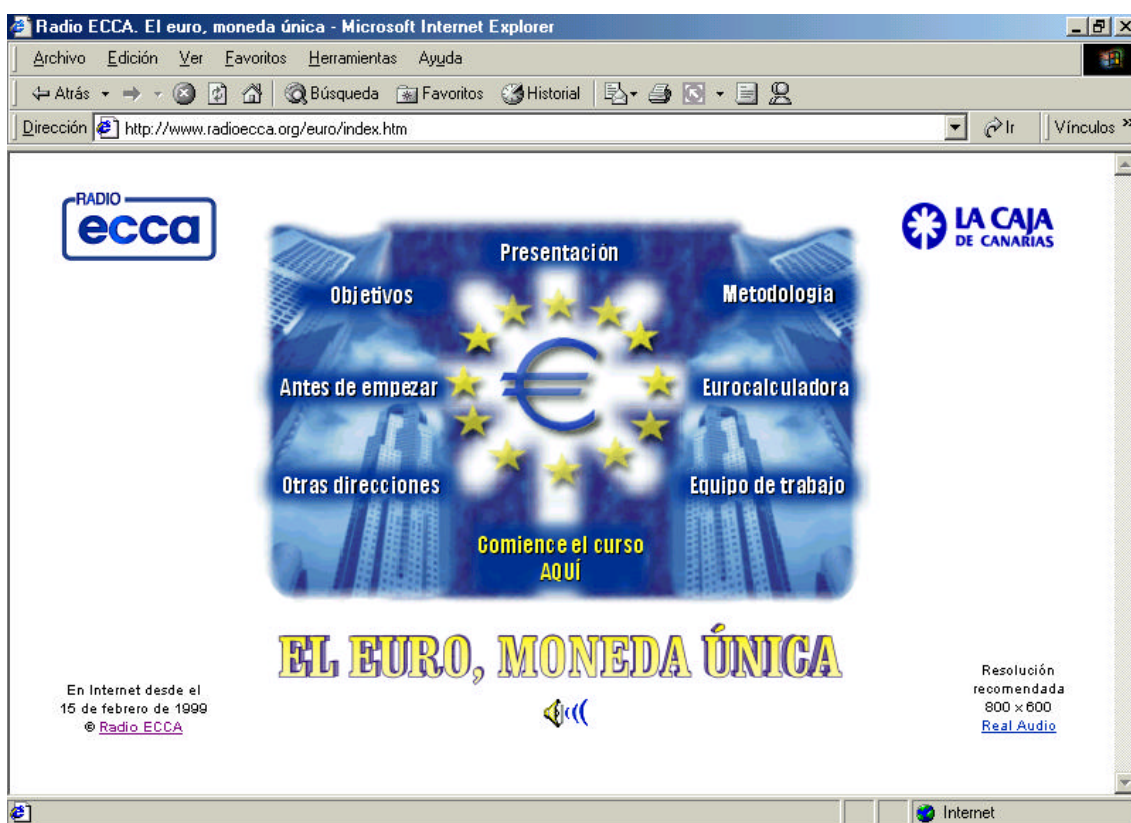 Radio ECCA. El euro, moneda única - Microsoft Internet Explorer
Archivo Edición Ver Favoritos Herramientas Ayuda
Atrás Búsqueda Favoritos Historial
Dirección http://www.radioecca.org/euro/index.htm Ir Vínculos »
RADIO
ecca
LA CAJA
DE CANARIAS
Presentación
Objetivos
Metodología
Antes de empezar
Eurocalculadora
Otras direcciones
Equipo de trabajo
Comience el curso
AQUÍ
€
EL EURO, MONEDA ÚNICA
En Internet desde el
15 de febrero de 1999
© Radio ECCA
Resolución
recomendada
800 x 600
Real Audio
Internet